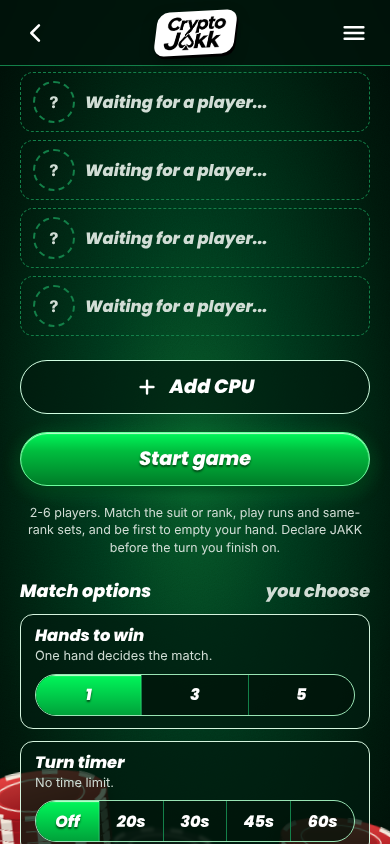 Crypto
Jakk
? Waiting for a player...
? Waiting for a player...
? Waiting for a player...
? Waiting for a player...
+ Add CPU
Start game
2-6 players. Match the suit or rank, play runs and same-
rank sets, and be first to empty your hand. Declare JAKK
before the turn you finish on.
Match options you choose
Hands to win
One hand decides the match.
1 3 5
Turn timer
No time limit.
Off 20s 30s 45s 60s